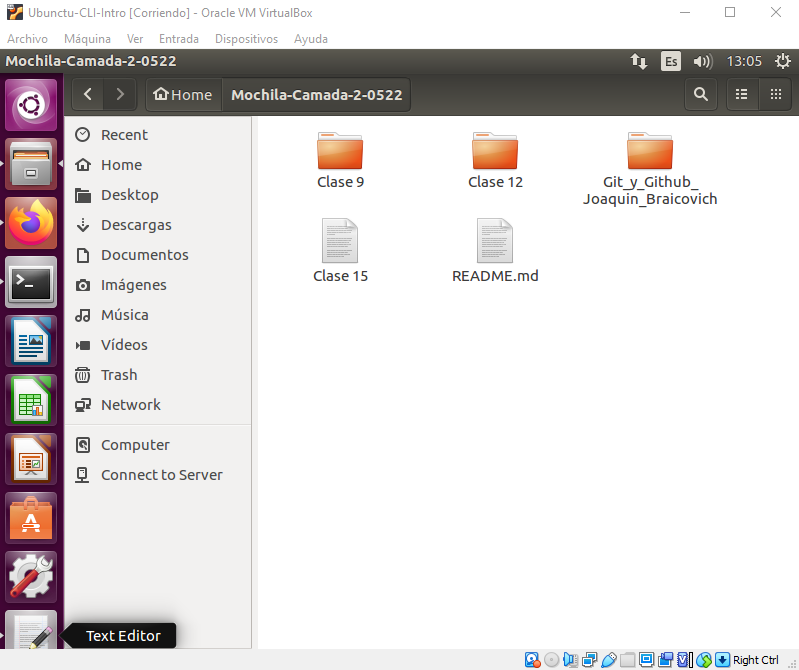 Ubunctu-CLI-Intro [Corriendo] - Oracle VM VirtualBox
Archivo Máquina Ver Entrada Dispositivos Ayuda
Mochila-Camada-2-0522 Es 13:05
Home Mochila-Camada-2-0522
Recent
Home
Desktop
Descargas
Documentos
Imágenes
Música
Vídeos
Trash
Network
Computer
Connect to Server
Clase 9 Clase 12 Git_y_Github_
Joaquin_Braicovich
Clase 15 README.md
Text Editor
Right Ctrl